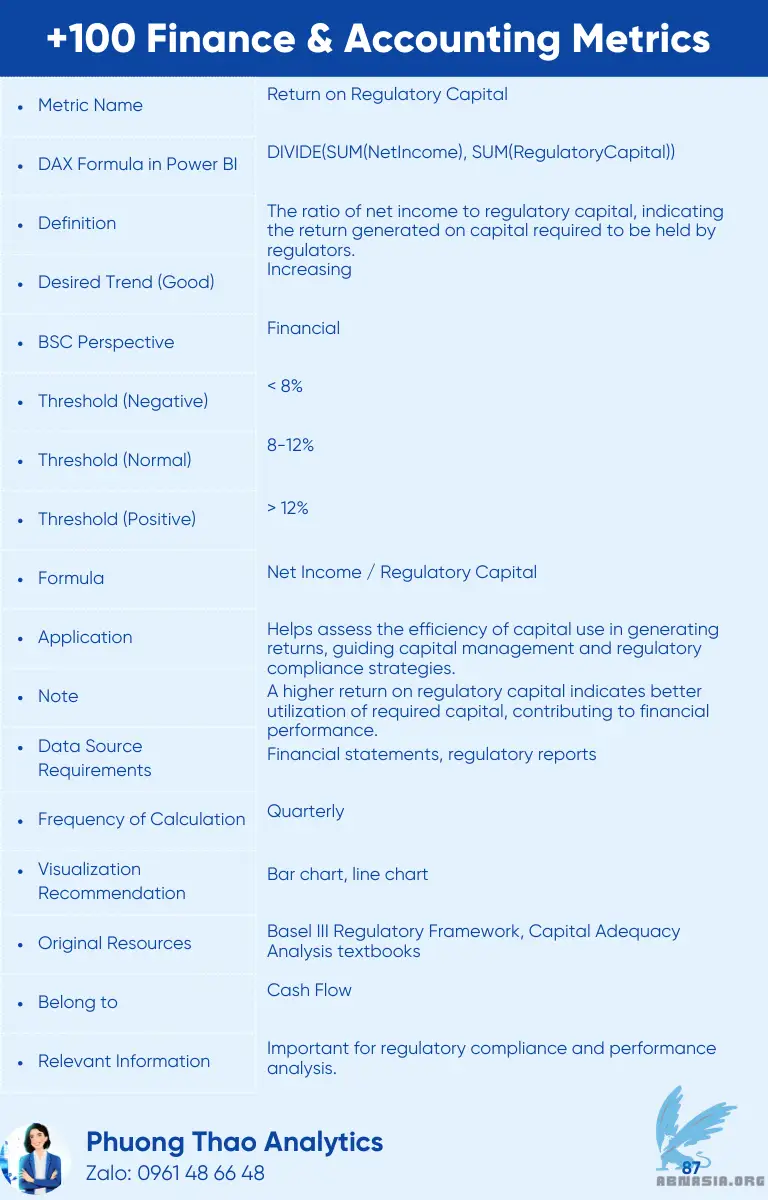 +100 Finance & Accounting Metrics
• Metric Name
Return on Regulatory Capital
• DAX Formula in Power BI
DIVIDE(SUM(NetIncome), SUM(RegulatoryCapital))
• Definition
The ratio of net income to regulatory capital, indicating
the return generated on capital required to be held by
regulators.
• Desired Trend (Good)
Increasing
• BSC Perspective
Financial
• Threshold (Negative)
< 8%
• Threshold (Normal)
8-12%
• Threshold (Positive)
> 12%
• Formula
Net Income / Regulatory Capital
• Application
Helps assess the efficiency of capital use in generating
returns, guiding capital management and regulatory
compliance strategies.
• Note
A higher return on regulatory capital indicates better
utilization of required capital, contributing to financial
performance.
• Data Source
Requirements
Financial statements, regulatory reports
• Frequency of Calculation
Quarterly
• Visualization
Recommendation
Bar chart, line chart
• Original Resources
Basel III Regulatory Framework, Capital Adequacy
Analysis textbooks
• Belong to
Cash Flow
• Relevant Information
Important for regulatory compliance and performance
analysis.
Phuong Thao Analytics
Zalo: 0961 48 66 48
87
ABNASIA.ORG